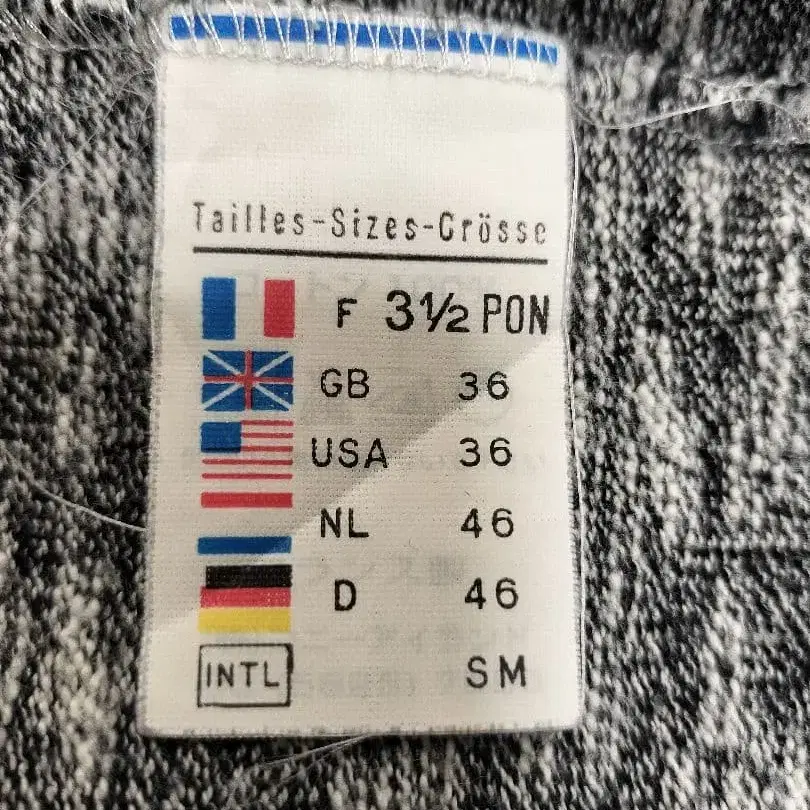 Tailles-Sizes-Grösse
F 3½ PON
GB 36
USA 36
NL 46
D 46
INTL SM